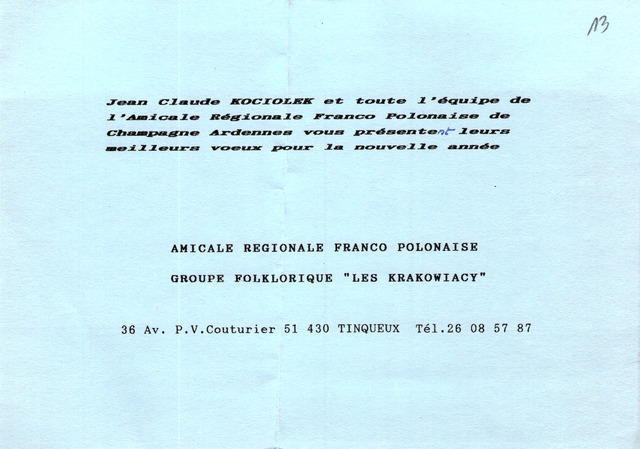 13
Jean Claude KOCIOLEK et toute l'équipe de
l'Amicale Régionale Franco Polonaise de
Champagne Ardennes vous présentent leurs
meilleurs voeux pour la nouvelle année
AMICALE REGIONALE FRANCO POLONAISE
GROUPE FOLKLORIQUE "LES KRAKOWIACY"
36 Av. P.V.Couturier 51 430 TINQUEUX Tél.26 08 57 87